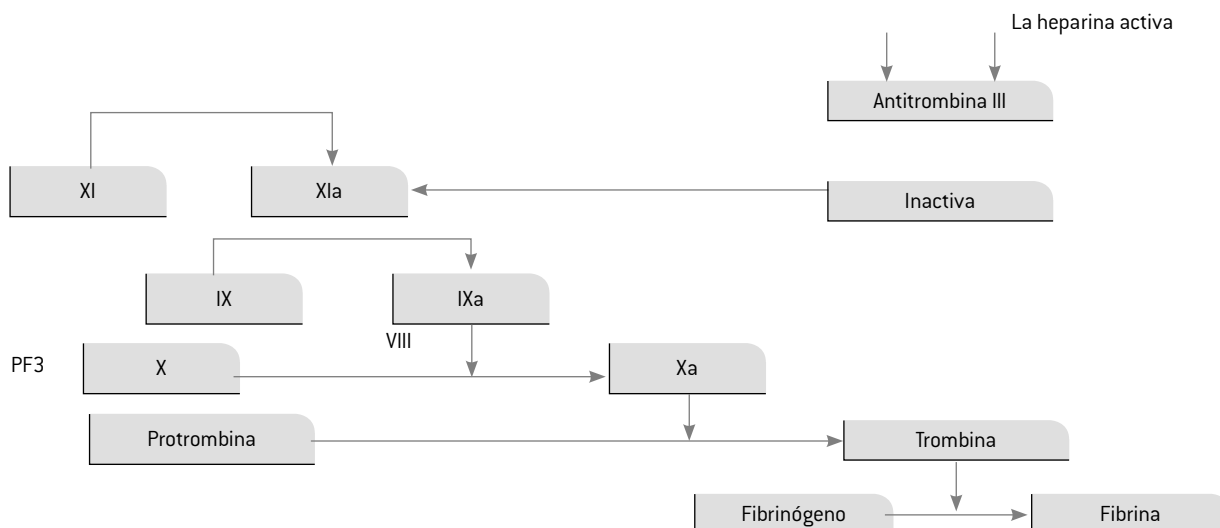 La heparina activa
Antitrombina III
XI
XIa
Inactiva
IX
IXa
VIII
PF3
X
Xa
Protrombina
Trombina
Fibrinógeno
Fibrina